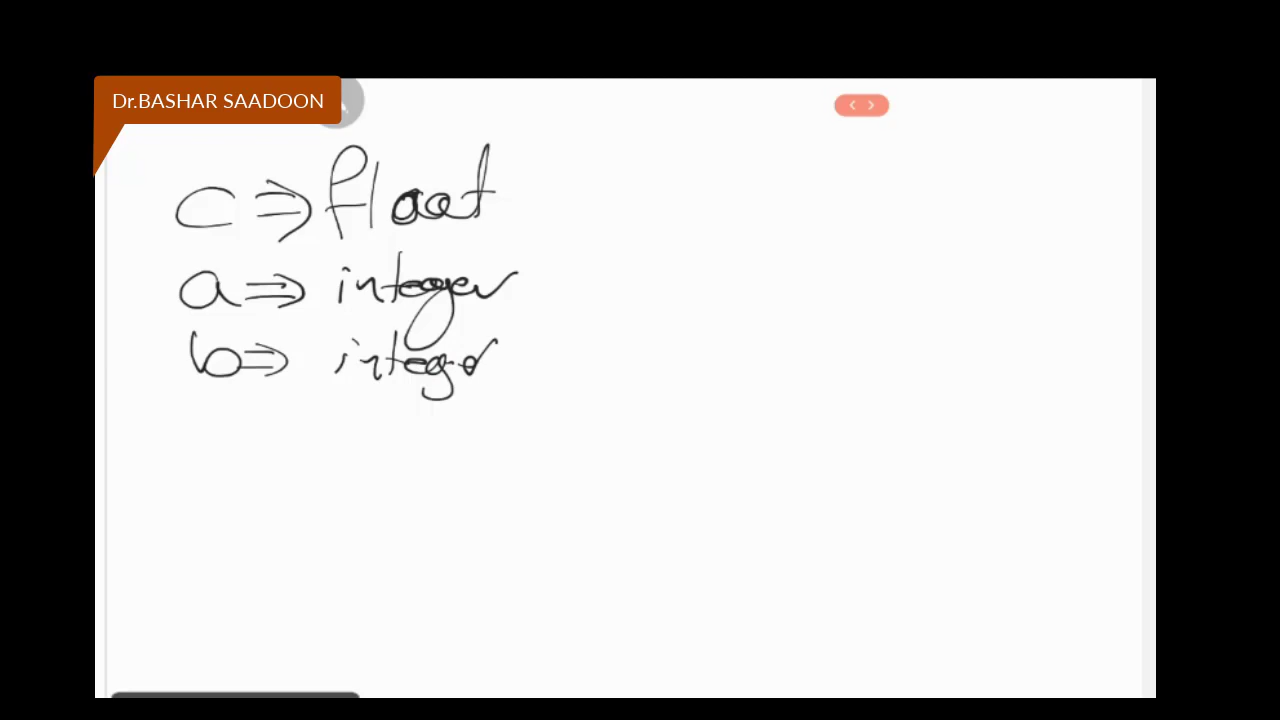 Dr.BASHAR SAADOON
c ⇒ float
a ⇒ integer
b ⇒ integer